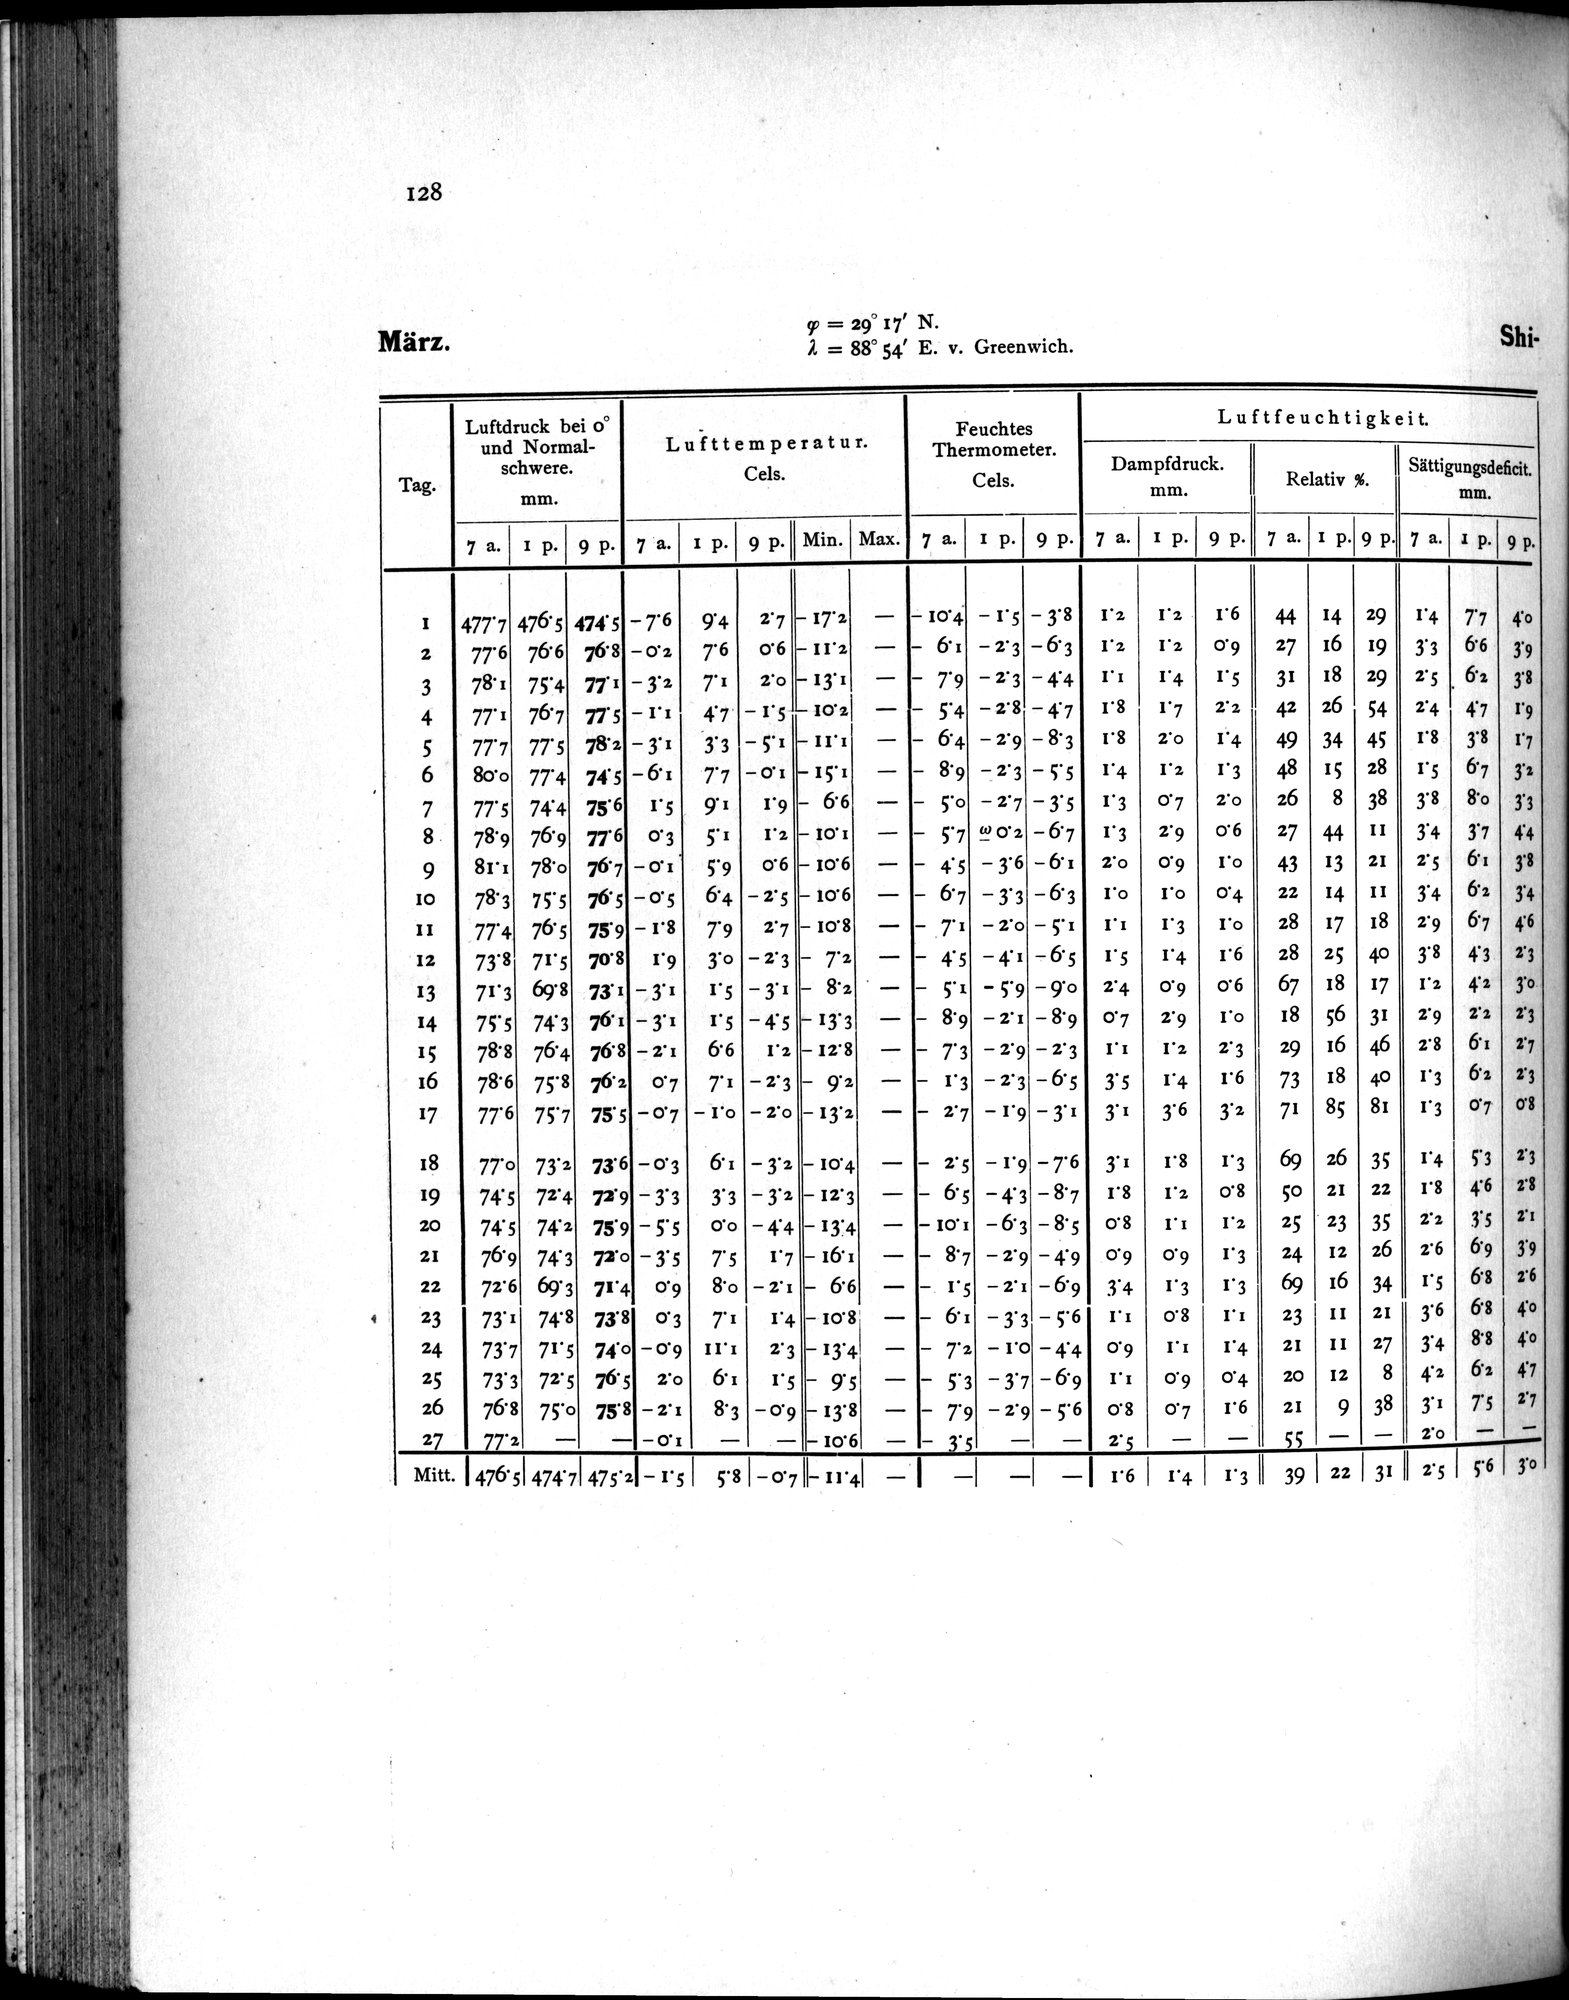 128
März.
φ = 29° 17′ N.
λ = 88° 54′ E. v. Greenwich.
Shi-
Tag. | Luftdruck bei 0° und Normal-schwere. mm. | Lufttemperatur. Cels. | Feuchtes Thermometer. Cels. | Luftfeuchtigkeit.
Dampfdruck. mm. | Relativ %. | Sättigungsdeficit. mm.
7 a. | 1 p. | 9 p. | 7 a. | 1 p. | 9 p. | Min. | Max. | 7 a. | 1 p. | 9 p. | 7 a. | 1 p. | 9 p. | 7 a. | 1 p. | 9 p. | 7 a. | 1 p. | 9 p.
1 | 477·7 | 476·5 | 474·5 | −7·6 | 9·4 | 2·7 | −17·2 | — | −10·4 | −1·5 | −3·8 | 1·2 | 1·2 | 1·6 | 44 | 14 | 29 | 1·4 | 7·7 | 4·0
2 | 77·6 | 76·6 | 76·8 | −0·2 | 7·6 | 0·6 | −11·2 | — | − 6·1 | −2·3 | −6·3 | 1·2 | 1·2 | 0·9 | 27 | 16 | 19 | 3·3 | 6·6 | 3·9
3 | 78·1 | 75·4 | 77·1 | −3·2 | 7·1 | 2·0 | −13·1 | — | − 7·9 | −2·3 | −4·4 | 1·1 | 1·4 | 1·5 | 31 | 18 | 29 | 2·5 | 6·2 | 3·8
4 | 77·1 | 76·7 | 77·5 | −1·1 | 4·7 | −1·5 | −10·2 | — | − 5·4 | −2·8 | −4·7 | 1·8 | 1·7 | 2·2 | 42 | 26 | 54 | 2·4 | 4·7 | 1·9
5 | 77·7 | 77·5 | 78·2 | −3·1 | 3·3 | −5·1 | −11·1 | — | − 6·4 | −2·9 | −8·3 | 1·8 | 2·0 | 1·4 | 49 | 34 | 45 | 1·8 | 3·8 | 1·7
6 | 80·0 | 77·4 | 74·5 | −6·1 | 7·7 | −0·1 | −15·1 | — | − 8·9 | −2·3 | −5·5 | 1·4 | 1·2 | 1·3 | 48 | 15 | 28 | 1·5 | 6·7 | 3·2
7 | 77·5 | 74·4 | 75·6 | 1·5 | 9·1 | 1·9 | − 6·6 | — | − 5·0 | −2·7 | −3·5 | 1·3 | 0·7 | 2·0 | 26 | 8 | 38 | 3·8 | 8·0 | 3·3
8 | 78·9 | 76·9 | 77·6 | 0·3 | 5·1 | 1·2 | −10·1 | — | − 5·7 | ω 0·2 | −6·7 | 1·3 | 2·9 | 0·6 | 27 | 44 | 11 | 3·4 | 3·7 | 4·4
9 | 81·1 | 78·0 | 76·7 | −0·1 | 5·9 | 0·6 | −10·6 | — | − 4·5 | −3·6 | −6·1 | 2·0 | 0·9 | 1·0 | 43 | 13 | 21 | 2·5 | 6·1 | 3·8
10 | 78·3 | 75·5 | 76·5 | −0·5 | 6·4 | −2·5 | −10·6 | — | − 6·7 | −3·3 | −6·3 | 1·0 | 1·0 | 0·4 | 22 | 14 | 11 | 3·4 | 6·2 | 3·4
11 | 77·4 | 76·5 | 75·9 | −1·8 | 7·9 | 2·7 | −10·8 | — | − 7·1 | −2·0 | −5·1 | 1·1 | 1·3 | 1·0 | 28 | 17 | 18 | 2·9 | 6·7 | 4·6
12 | 73·8 | 71·5 | 70·8 | 1·9 | 3·0 | −2·3 | − 7·2 | — | − 4·5 | −4·1 | −6·5 | 1·5 | 1·4 | 1·6 | 28 | 25 | 40 | 3·8 | 4·3 | 2·3
13 | 71·3 | 69·8 | 73·1 | −3·1 | 1·5 | −3·1 | − 8·2 | — | − 5·1 | −5·9 | −9·0 | 2·4 | 0·9 | 0·6 | 67 | 18 | 17 | 1·2 | 4·2 | 3·0
14 | 75·5 | 74·3 | 76·1 | −3·1 | 1·5 | −4·5 | −13·3 | — | − 8·9 | −2·1 | −8·9 | 0·7 | 2·9 | 1·0 | 18 | 56 | 31 | 2·9 | 2·2 | 2·3
15 | 78·8 | 76·4 | 76·8 | −2·1 | 6·6 | 1·2 | −12·8 | — | − 7·3 | −2·9 | −2·3 | 1·1 | 1·2 | 2·3 | 29 | 16 | 46 | 2·8 | 6·1 | 2·7
16 | 78·6 | 75·8 | 76·2 | 0·7 | 7·1 | −2·3 | − 9·2 | — | − 1·3 | −2·3 | −6·5 | 3·5 | 1·4 | 1·6 | 73 | 18 | 40 | 1·3 | 6·2 | 2·3
17 | 77·6 | 75·7 | 75·5 | −0·7 | −1·0 | −2·0 | −13·2 | — | − 2·7 | −1·9 | −3·1 | 3·1 | 3·6 | 3·2 | 71 | 85 | 81 | 1·3 | 0·7 | 0·8
18 | 77·0 | 73·2 | 73·6 | −0·3 | 6·1 | −3·2 | −10·4 | — | − 2·5 | −1·9 | −7·6 | 3·1 | 1·8 | 1·3 | 69 | 26 | 35 | 1·4 | 5·3 | 2·3
19 | 74·5 | 72·4 | 72·9 | −3·3 | 3·3 | −3·2 | −12·3 | — | − 6·5 | −4·3 | −8·7 | 1·8 | 1·2 | 0·8 | 50 | 21 | 22 | 1·8 | 4·6 | 2·8
20 | 74·5 | 74·2 | 75·9 | −5·5 | 0·0 | −4·4 | −13·4 | — | −10·1 | −6·3 | −8·5 | 0·8 | 1·1 | 1·2 | 25 | 23 | 35 | 2·2 | 3·5 | 2·1
21 | 76·9 | 74·3 | 72·0 | −3·5 | 7·5 | 1·7 | −16·1 | — | − 8·7 | −2·9 | −4·9 | 0·9 | 0·9 | 1·3 | 24 | 12 | 26 | 2·6 | 6·9 | 3·9
22 | 72·6 | 69·3 | 71·4 | 0·9 | 8·0 | −2·1 | − 6·6 | — | − 1·5 | −2·1 | −6·9 | 3·4 | 1·3 | 1·3 | 69 | 16 | 34 | 1·5 | 6·8 | 2·6
23 | 73·1 | 74·8 | 73·8 | 0·3 | 7·1 | 1·4 | −10·8 | — | − 6·1 | −3·3 | −5·6 | 1·1 | 0·8 | 1·1 | 23 | 11 | 21 | 3·6 | 6·8 | 4·0
24 | 73·7 | 71·5 | 74·0 | −0·9 | 11·1 | 2·3 | −13·4 | — | − 7·2 | −1·0 | −4·4 | 0·9 | 1·1 | 1·4 | 21 | 11 | 27 | 3·4 | 8·8 | 4·0
25 | 73·3 | 72·5 | 76·5 | 2·0 | 6·1 | 1·5 | − 9·5 | — | − 5·3 | −3·7 | −6·9 | 1·1 | 0·9 | 0·4 | 20 | 12 | 8 | 4·2 | 6·2 | 4·7
26 | 76·8 | 75·0 | 75·8 | −2·1 | 8·3 | −0·9 | −13·8 | — | − 7·9 | −2·9 | −5·6 | 0·8 | 0·7 | 1·6 | 21 | 9 | 38 | 3·1 | 7·5 | 2·7
27 | 77·2 | — | — | −0·1 | — | — | −10·6 | — | − 3·5 | — | — | 2·5 | — | — | 55 | — | — | 2·0 | — | —
Mitt. | 476·5 | 474·7 | 475·2 | −1·5 | 5·8 | −0·7 | −11·4 | — | — | — | — | 1·6 | 1·4 | 1·3 | 39 | 22 | 31 | 2·5 | 5·6 | 3·0